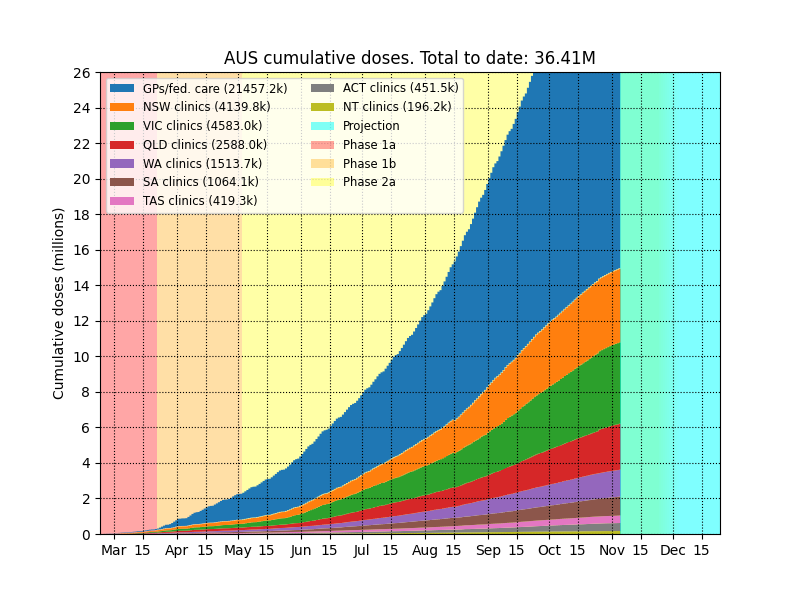 AUS cumulative doses. Total to date: 36.41M
GPs/fed. care (21457.2k)
NSW clinics (4139.8k)
VIC clinics (4583.0k)
QLD clinics (2588.0k)
WA clinics (1513.7k)
SA clinics (1064.1k)
TAS clinics (419.3k)
ACT clinics (451.5k)
NT clinics (196.2k)
Projection
Phase 1a
Phase 1b
Phase 2a
Cumulative doses (millions)
26
24
22
20
18
16
14
12
10
8
6
4
2
0
Mar 15 Apr 15 May 15 Jun 15 Jul 15 Aug 15 Sep 15 Oct 15 Nov 15 Dec 15